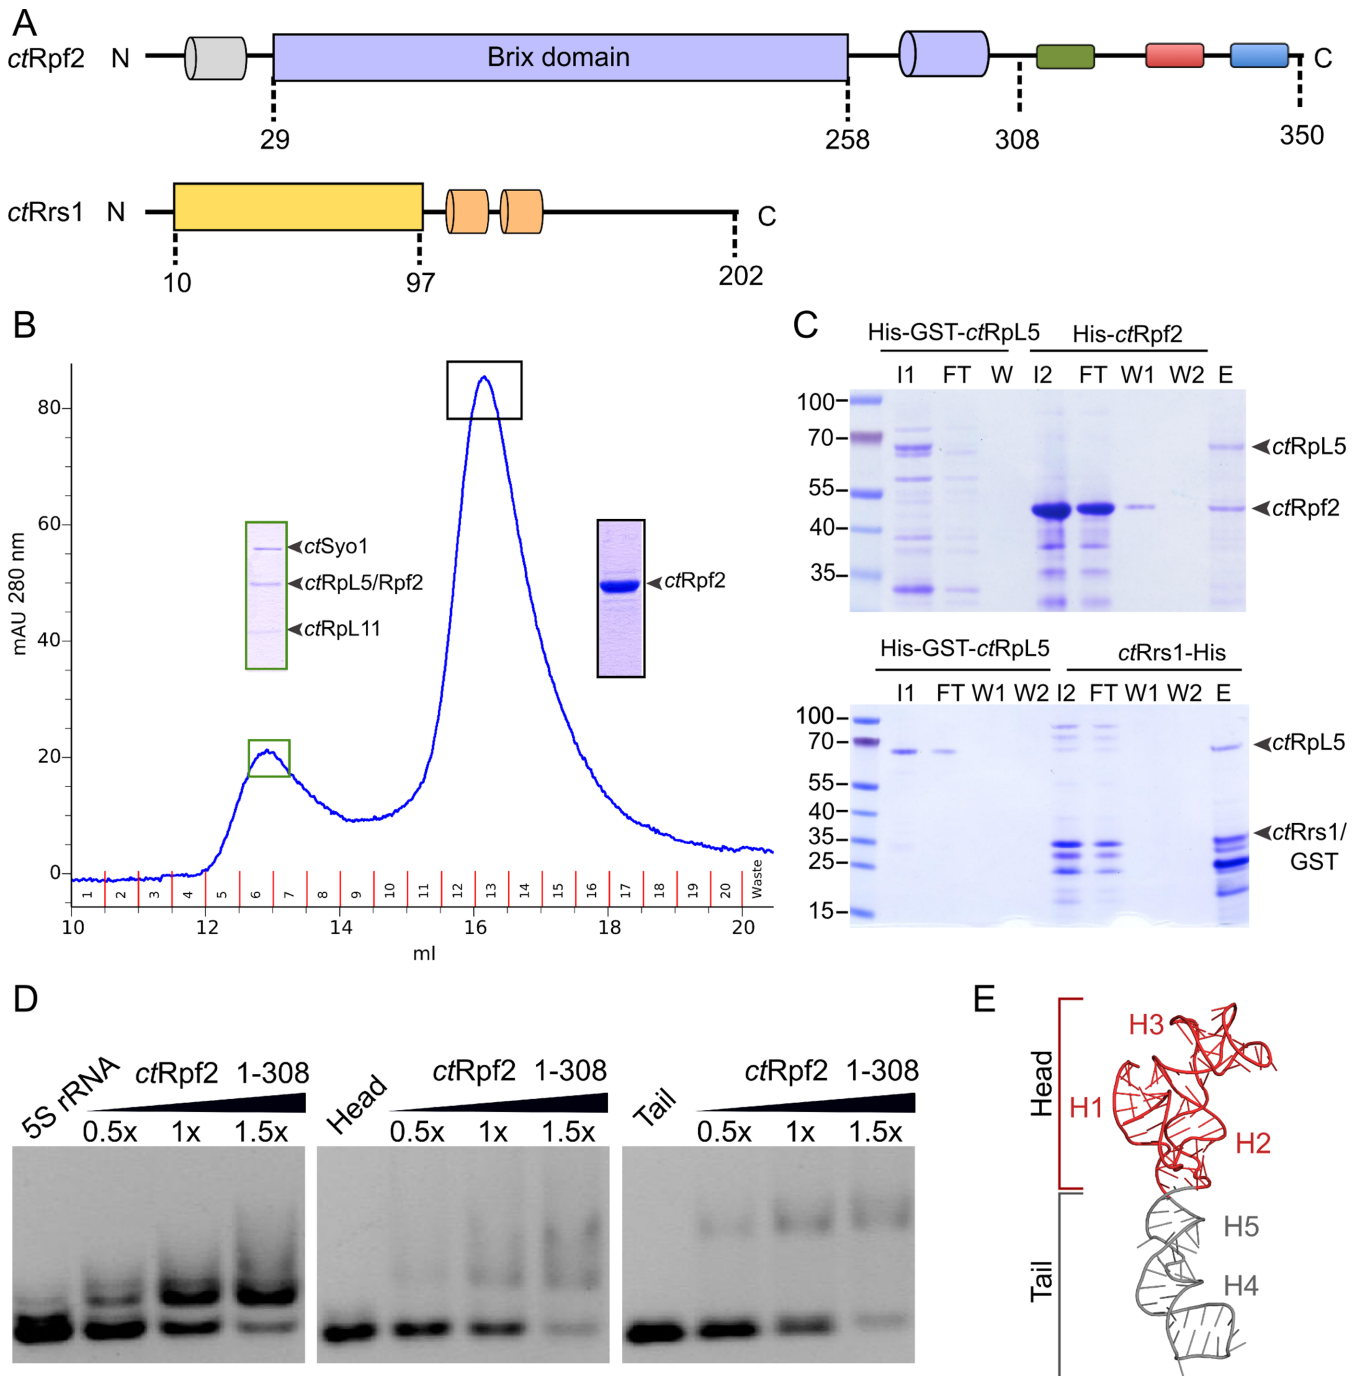 A
ctRpf2 N Brix domain C
29 258 308 350
ctRrs1 N C
10 97 202
B
mAU 280 nm
80
60
40
20
0
ctSyo1
ctRpL5/Rpf2
ctRpL11
ctRpf2
1 2 3 4 5 6 7 8 9 10 11 12 13 14 15 16 17 18 19 20 Waste
10 12 14 16 18 20
ml
C
His-GST-ctRpL5 His-ctRpf2
I1 FT W I2 FT W1 W2 E
100
70
55
40
35
ctRpL5
ctRpf2
His-GST-ctRpL5 ctRrs1-His
I1 FT W1 W2 I2 FT W1 W2 E
100
70
55
40
35
25
15
ctRpL5
ctRrs1/
GST
D
5S rRNA ctRpf2 1-308
0.5x 1x 1.5x
Head ctRpf2 1-308
0.5x 1x 1.5x
Tail ctRpf2 1-308
0.5x 1x 1.5x
E
Head
Tail
H3
H1
H2
H5
H4